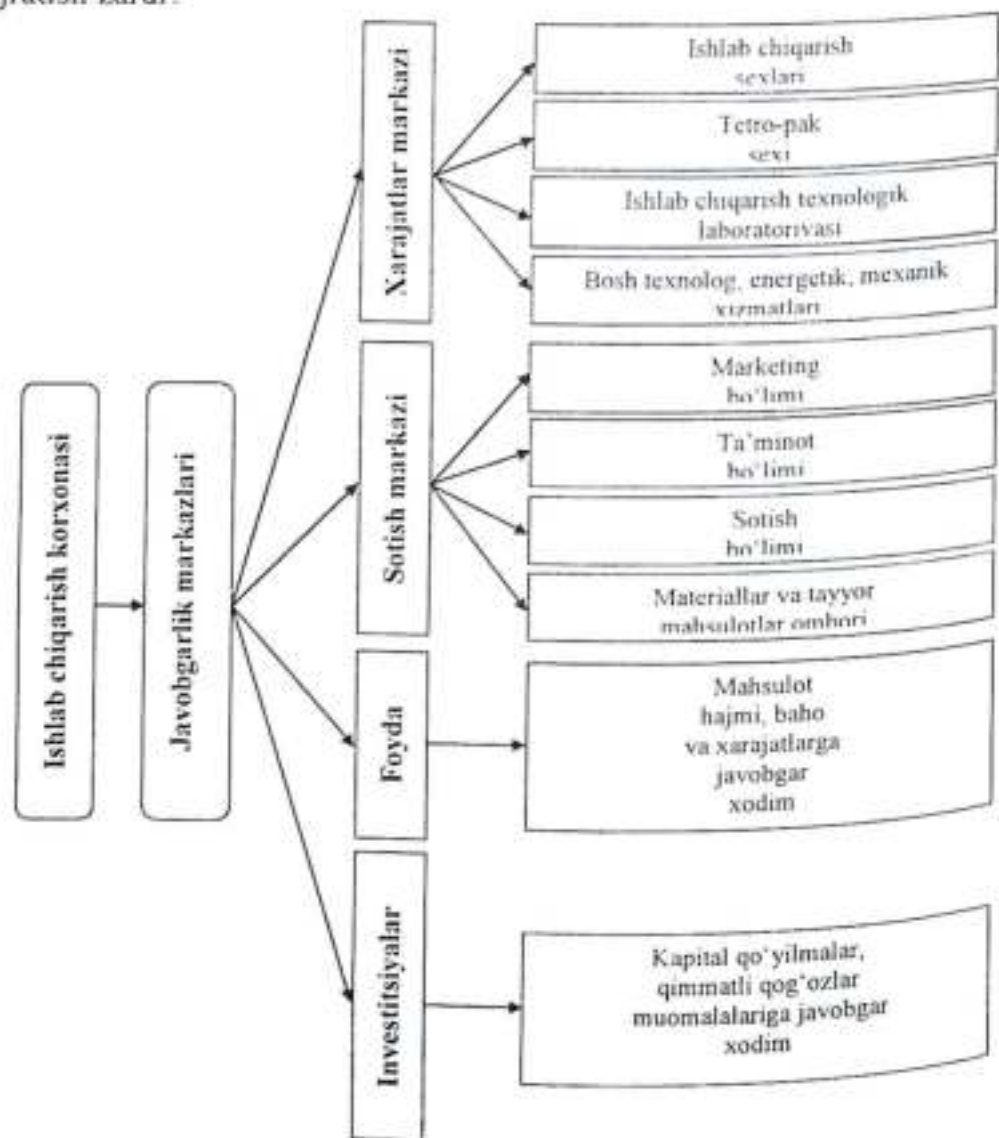 zarur.
Ishlab chiqarish korxonasi
Javobgarlik markazlari
Xarajatlar markazi
Ishlab chiqarish
sexlari
Tetro-pak
sexi
Ishlab chiqarish texnologik
laboratoriyasi
Bosh texnolog, energetik, mexanik
xizmatlari
Sotish markazi
Marketing
bo‘limi
Ta’minot
bo‘limi
Sotish
bo‘limi
Materiallar va tayyor
mahsulotlar ombori
Foyda
Mahsulot
hajmi, baho
va xarajatlarga
javobgar
xodim
Investitsiyalar
Kapital qo‘yilmalar,
qimmatli qog‘ozlar
muomalalariga javobgar
xodim